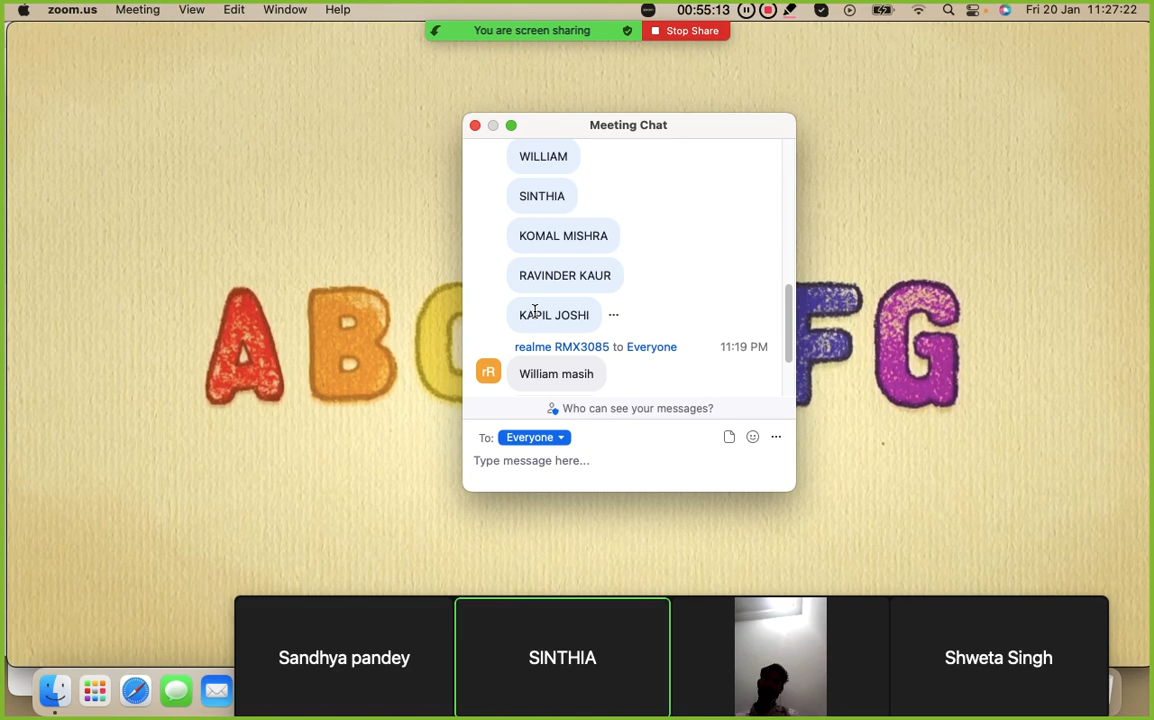 zoom.us Meeting View Edit Window Help 00:55:13 Fri 20 Jan 11:27:22
You are screen sharing Stop Share
Meeting Chat
WILLIAM
SINTHIA
KOMAL MISHRA
RAVINDER KAUR
KAPIL JOSHI
realme RMX3085 to Everyone 11:19 PM
rR William masih
Who can see your messages?
To: Everyone
Type message here...
A B C F G
Sandhya pandey SINTHIA Shweta Singh